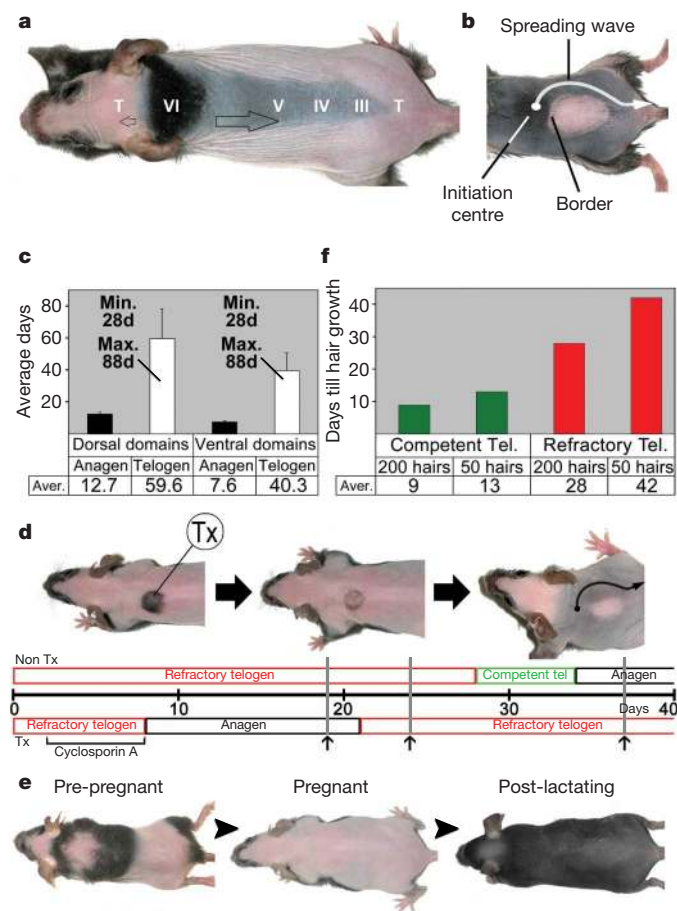 a
b
Spreading wave
T VI V IV III T
Initiation
centre
Border
c
Average days
80
60
40
20
Min.
28d
Max.
88d
Min.
28d
Max.
88d
Dorsal domains Ventral domains
Anagen Telogen Anagen Telogen
Aver. 12.7 59.6 7.6 40.3
f
Days till hair growth
40
30
20
10
Competent Tel. Refractory Tel.
200 hairs 50 hairs 200 hairs 50 hairs
Aver. 9 13 28 42
d
Tx
Non Tx
Refractory telogen Competent tel Anagen
0 10 20 30 Days 40
Refractory telogen Anagen Refractory telogen
Tx
Cyclosporin A
e
Pre-pregnant Pregnant Post-lactating